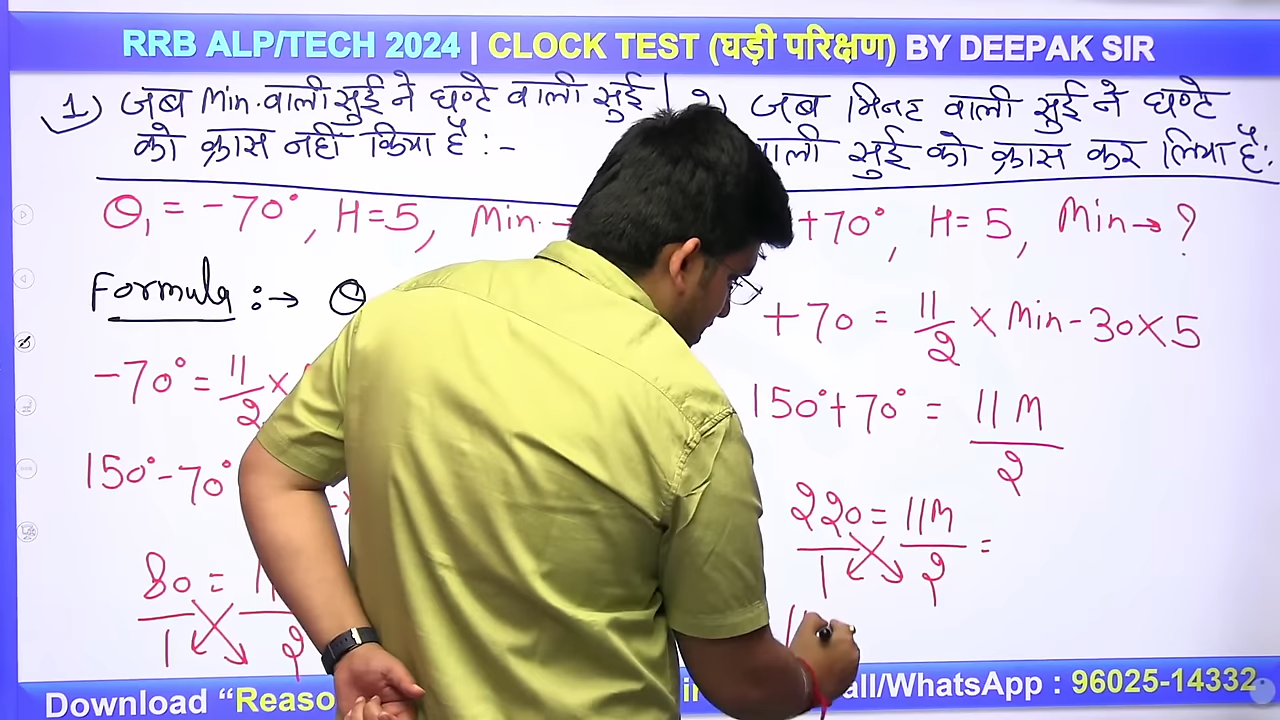 RRB ALP/TECH 2024 | CLOCK TEST (घड़ी परिक्षण) BY DEEPAK SIR
1) जब Min. वाली सुई ने घण्टे वाली सुई
को क्रास नहीं किया है :-
θ₁ = -70°, H=5, Min. →
Formula :→ θ
-70° = 11/2 ×
150° - 70°
80 =
1 2
जब मिनट वाली सुई ने घण्टे
वाली सुई को क्रास कर लिया है:
+70°, H= 5, Min → ?
+70 = 11/2 × Min - 30×5
150° + 70° = 11M/2
220/1 = 11M/2 =
Download “Reaso
all/WhatsApp : 96025-14332